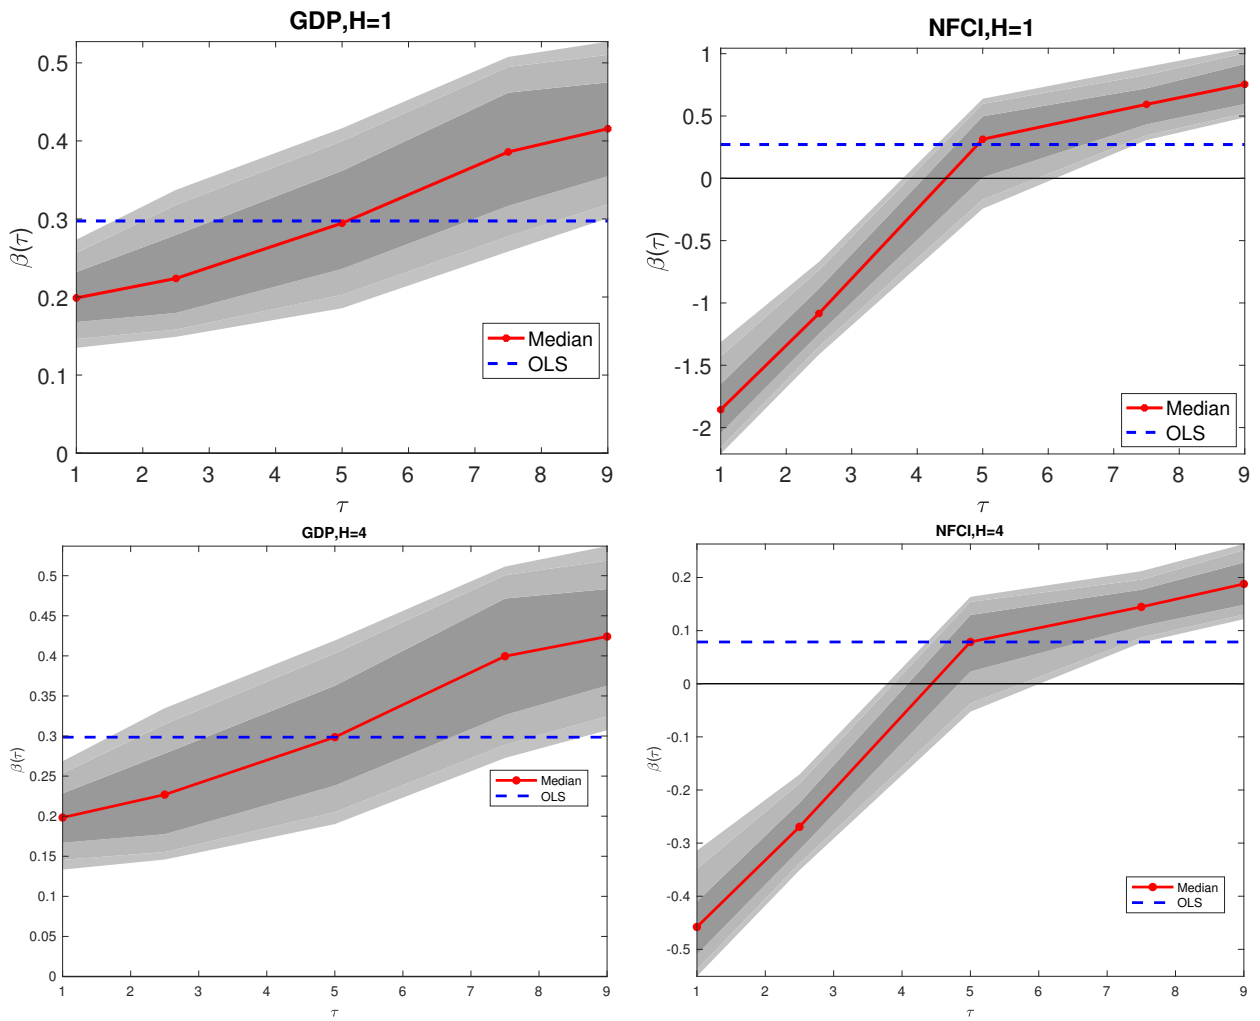 GDP,H=1
0.5
0.4
0.3
0.2
0.1
0
β(τ)
1 2 3 4 5 6 7 8 9
τ
Median
OLS
NFCI,H=1
1
0.5
0
-0.5
-1
-1.5
-2
β(τ)
1 2 3 4 5 6 7 8 9
τ
Median
OLS
GDP,H=4
0.5
0.45
0.4
0.35
0.3
0.25
0.2
0.15
0.1
0.05
0
β(τ)
1 2 3 4 5 6 7 8 9
τ
Median
OLS
NFCI,H=4
0.2
0.1
0
-0.1
-0.2
-0.3
-0.4
-0.5
β(τ)
1 2 3 4 5 6 7 8 9
τ
Median
OLS